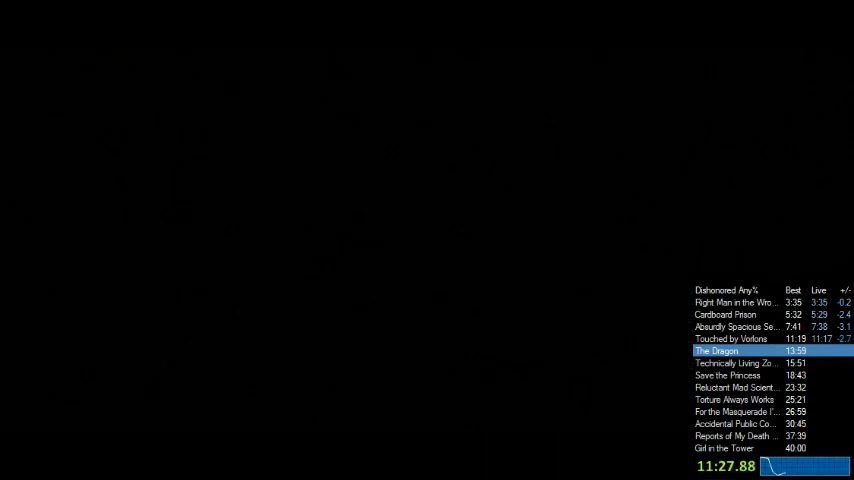 Dishonored Any% Best Live +/-
Right Man in the Wro... 3:35 3:35 -0.2
Cardboard Prison 5:32 5:29 -2.4
Absurdly Spacious Se... 7:41 7:38 -3.1
Touched by Vorlons 11:19 11:17 -2.7
The Dragon 13:59
Technically Living Zo... 15:51
Save the Princess 18:43
Reluctant Mad Scient... 23:32
Torture Always Works 25:21
For the Masquerade I'... 26:59
Accidental Public Co... 30:45
Reports of My Death ... 37:39
Girl in the Tower 40:00
11:27.88